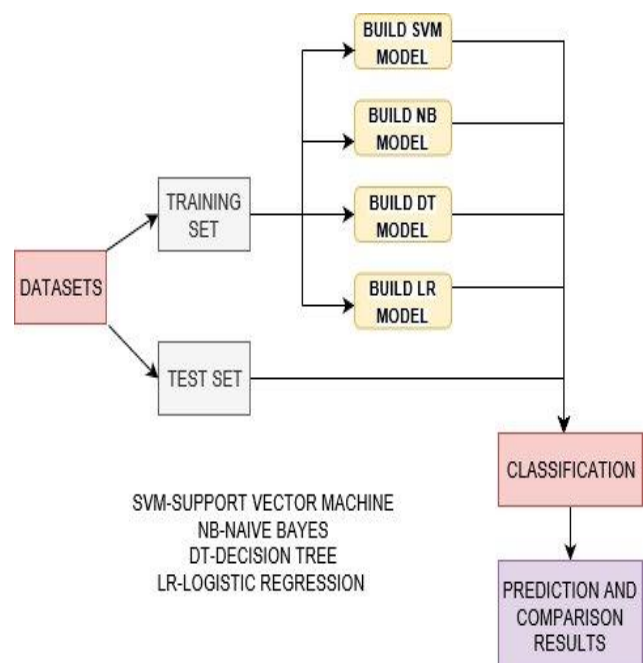 BUILD SVM
MODEL
BUILD NB
MODEL
TRAINING
SET
BUILD DT
MODEL
DATASETS
BUILD LR
MODEL
TEST SET
CLASSIFICATION
SVM-SUPPORT VECTOR MACHINE
NB-NAIVE BAYES
DT-DECISION TREE
LR-LOGISTIC REGRESSION
PREDICTION AND
COMPARISON
RESULTS